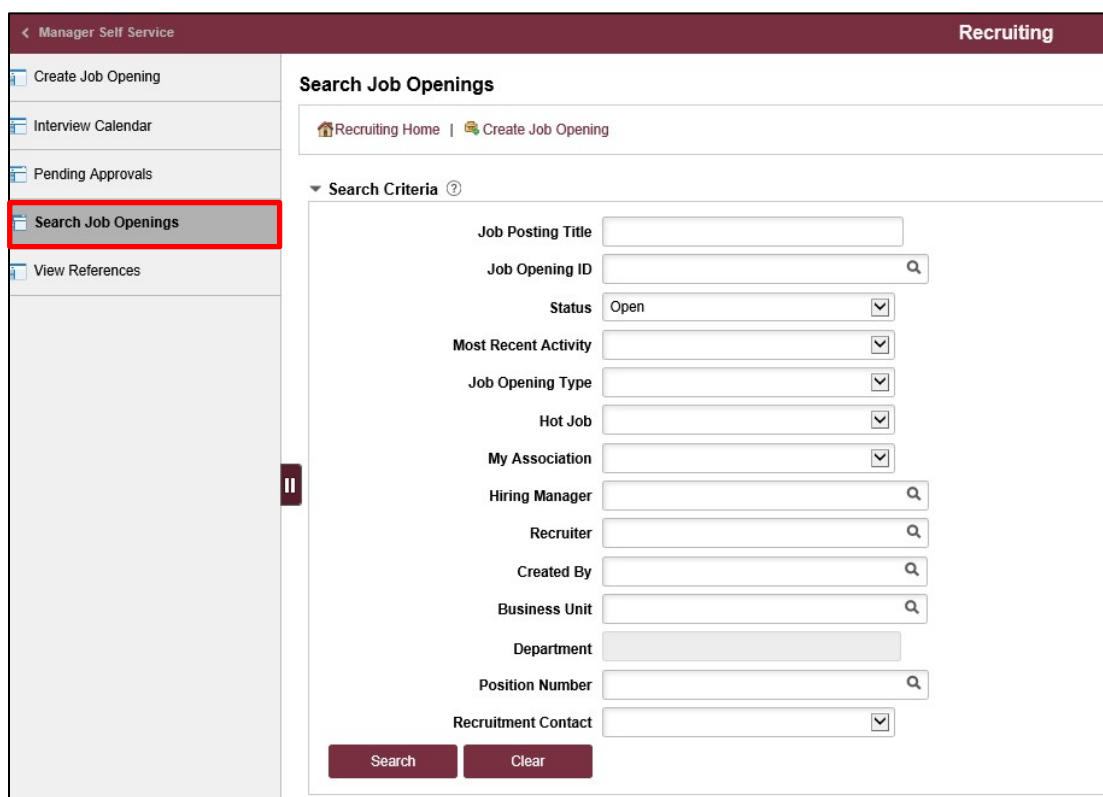 Manager Self Service
Recruiting
Create Job Opening
Interview Calendar
Pending Approvals
Search Job Openings
View References
Search Job Openings
Recruiting Home | Create Job Opening
Search Criteria
Job Posting Title
Job Opening ID
Status Open
Most Recent Activity
Job Opening Type
Hot Job
My Association
Hiring Manager
Recruiter
Created By
Business Unit
Department
Position Number
Recruitment Contact
Search Clear